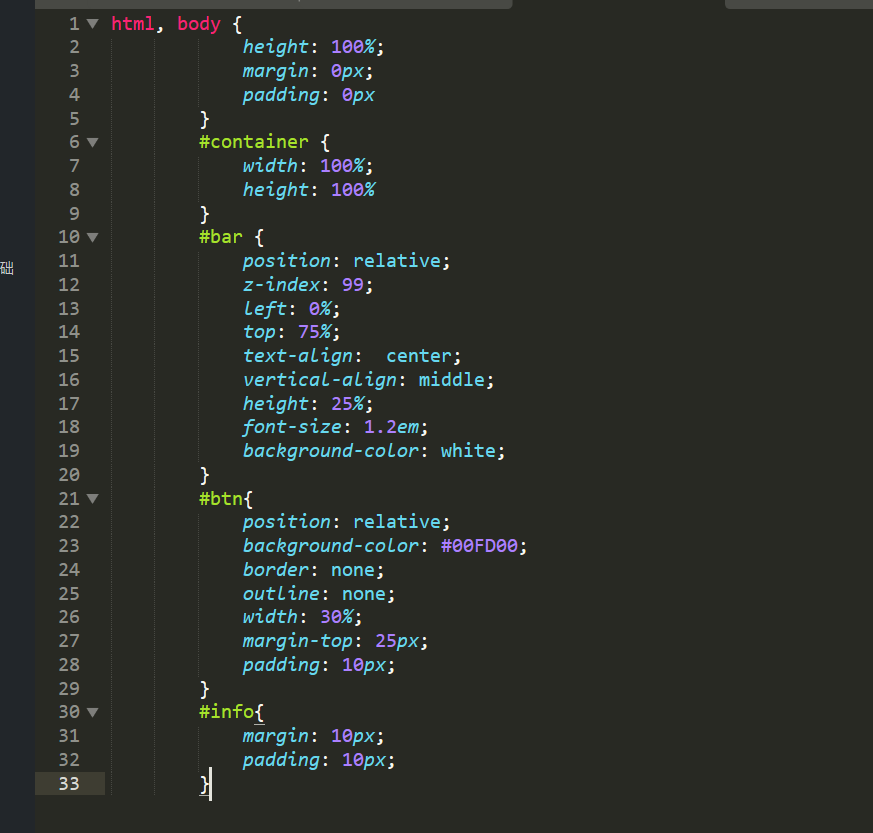 1 html, body {
2 height: 100%;
3 margin: 0px;
4 padding: 0px
5 }
6 #container {
7 width: 100%;
8 height: 100%
9 }
10 #bar {
11 position: relative;
12 z-index: 99;
13 left: 0%;
14 top: 75%;
15 text-align:  center;
16 vertical-align: middle;
17 height: 25%;
18 font-size: 1.2em;
19 background-color: white;
20 }
21 #btn{
22 position: relative;
23 background-color: #00FD00;
24 border: none;
25 outline: none;
26 width: 30%;
27 margin-top: 25px;
28 padding: 10px;
29 }
30 #info{
31 margin: 10px;
32 padding: 10px;
33 }
础